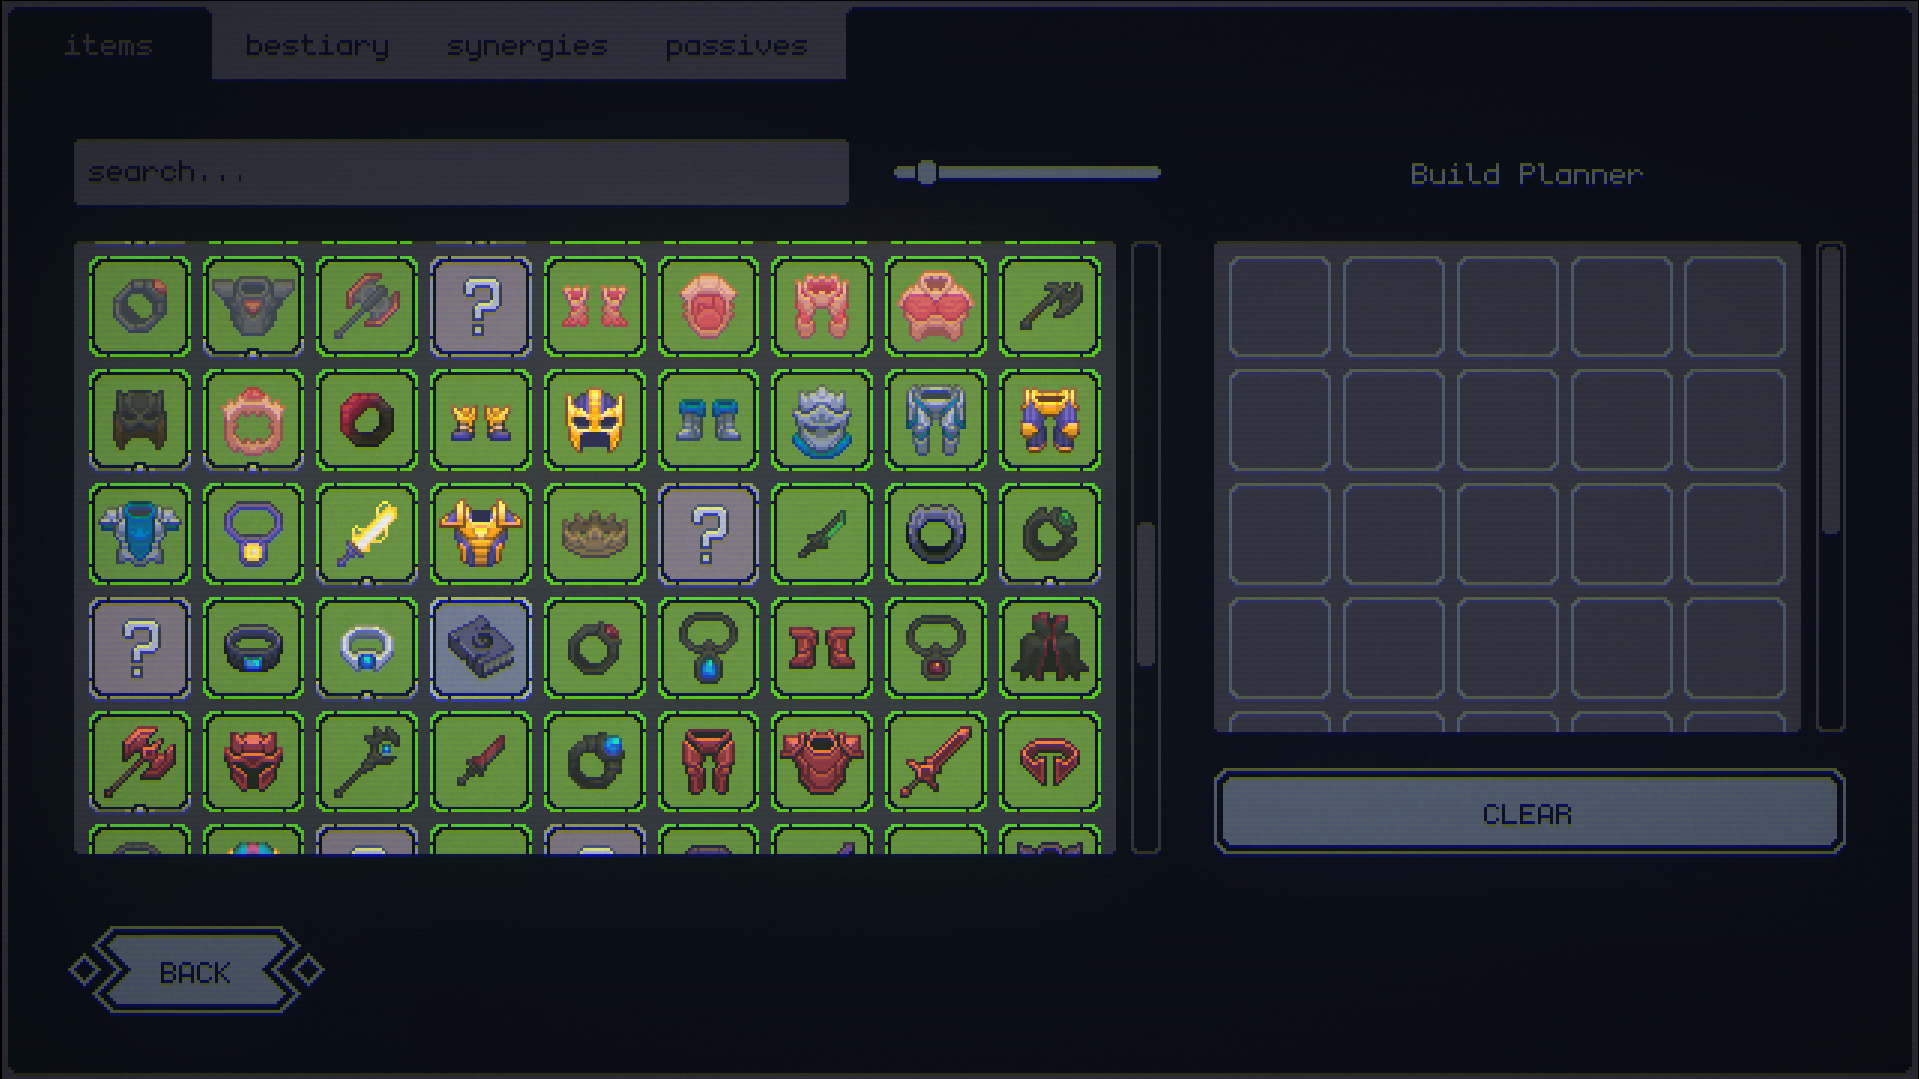 items bestiary synergies passives
search...
Build Planner
?
?
?
CLEAR
BACK